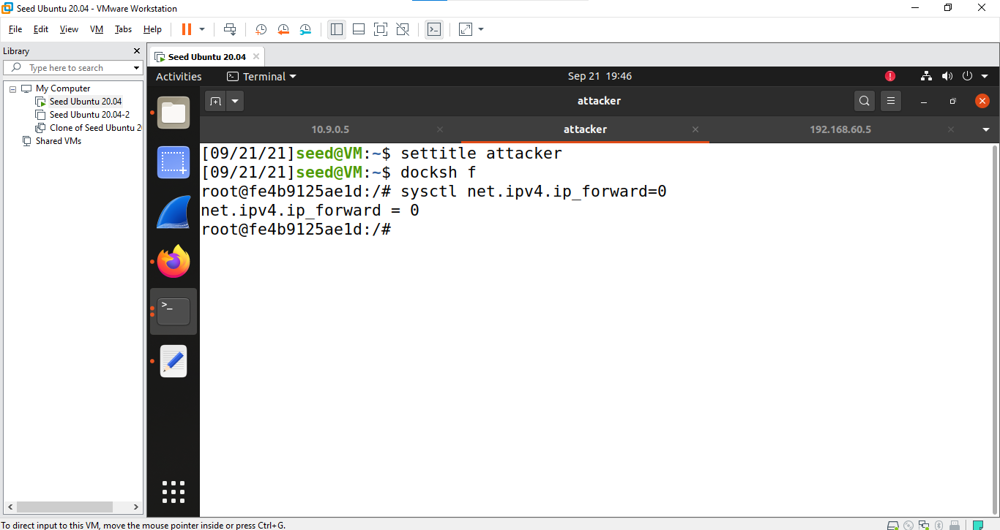 Seed Ubuntu 20.04 - VMware Workstation
File Edit View VM Tabs Help
Library
Type here to search
My Computer
Seed Ubuntu 20.04
Seed Ubuntu 20.04-2
Clone of Seed Ubuntu 2
Shared VMs
Seed Ubuntu 20.04
Activities Terminal Sep 21 19:46
attacker
10.9.0.5 attacker 192.168.60.5
[09/21/21]seed@VM:~$ settitle attacker
[09/21/21]seed@VM:~$ docksh f
root@fe4b9125ae1d:/# sysctl net.ipv4.ip_forward=0
net.ipv4.ip_forward = 0
root@fe4b9125ae1d:/#
To direct input to this VM, move the mouse pointer inside or press Ctrl+G.